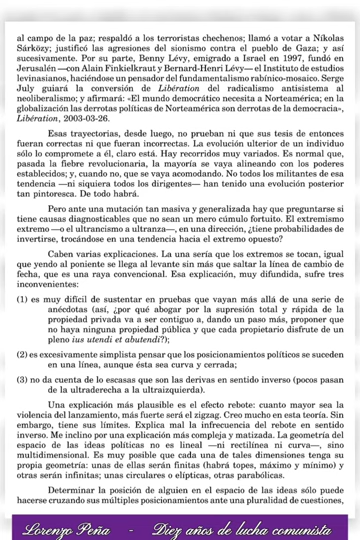 al campo de la paz; respaldó a los terroristas chechenos; llamó a votar a Nikolas
Sárközy; justificó las agresiones del sionismo contra el pueblo de Gaza; y así
sucesivamente. Por su parte, Benny Lévy, emigrado a Israel en 1997, fundó en
Jerusalén —con Alain Finkielkraut y Bernard-Henri Lévy— el Instituto de estudios
levinasianos, haciéndose un pensador del fundamentalismo rabínico-mosaico. Serge
July guiará la conversión de Libération del radicalismo antisistema al
neoliberalismo; y afirmará: «El mundo democrático necesita a Norteamérica; en la
globalización las derrotas políticas de Norteamérica son derrotas de la democracia»,
Libération, 2003-03-26.
Esas trayectorias, desde luego, no prueban ni que sus tesis de entonces
fueran correctas ni que fueran incorrectas. La evolución ulterior de un individuo
sólo lo compromete a él, claro está. Hay recorridos muy variados. Es normal que,
pasada la fiebre revolucionaria, la mayoría se vaya alineando con los poderes
establecidos; y, cuando no, que se vaya acomodando. No todos los militantes de esa
tendencia —ni siquiera todos los dirigentes— han tenido una evolución posterior
tan pintoresca. De todo habrá.
Pero ante una mutación tan masiva y generalizada hay que preguntarse si
tiene causas diagnosticables que no sean un mero cúmulo fortuito. El extremismo
extremo —o el ultrancismo a ultranza—, en una dirección, ¿tiene probabilidades de
invertirse, trocándose en una tendencia hacia el extremo opuesto?
Caben varias explicaciones. La una sería que los extremos se tocan, igual
que yendo al poniente se llega al levante sin más que saltar la línea de cambio de
fecha, que es una raya convencional. Esa explicación, muy difundida, sufre tres
inconvenientes:
(1) es muy difícil de sustentar en pruebas que vayan más allá de una serie de
anécdotas (así, ¿por qué abogar por la supresión total y rápida de la
propiedad privada va a ser contiguo a, dando un paso más, proponer que
no haya ninguna propiedad pública y que cada propietario disfrute de un
pleno ius utendi et abutendi?);
(2) es excesivamente simplista pensar que los posicionamientos políticos se suceden
en una línea, aunque ésta sea curva y cerrada;
(3) no da cuenta de lo escasas que son las derivas en sentido inverso (pocos pasan
de la ultraderecha a la ultraizquierda).
Una explicación más plausible es el efecto rebote: cuanto mayor sea la
violencia del lanzamiento, más fuerte será el zigzag. Creo mucho en esta teoría. Sin
embargo, tiene sus límites. Explica mal la infrecuencia del rebote en sentido
inverso. Me inclino por una explicación más compleja y matizada. La geometría del
espacio de las ideas políticas no es lineal —ni rectilínea ni curva—, sino
multidimensional. Es muy posible que cada una de tales dimensiones tenga su
propia geometría: unas de ellas serán finitas (habrá topes, máximo y mínimo) y
otras serán infinitas; unas circulares o elípticas, otras parabólicas.
Determinar la posición de alguien en el espacio de las ideas sólo puede
hacerse cruzando sus múltiples posicionamientos ante una pluralidad de cuestiones,
Lorenzo Peña - Diez años de lucha comunista